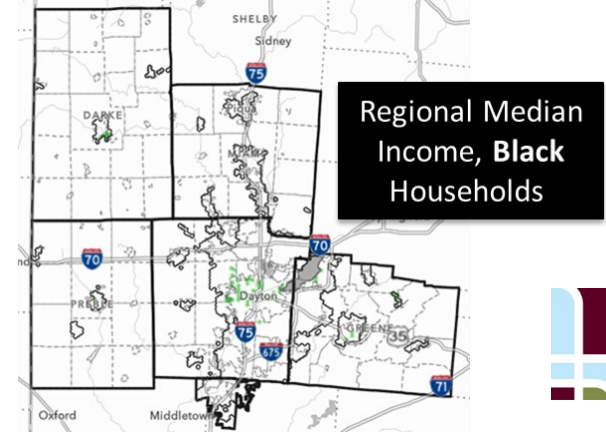 SHELBY
Sidney
75
Regional Median
Income, Black
Households
DARKE
70
70
PREBLE
Dayton
GREENE
35
75
675
71
Oxford
Middletow